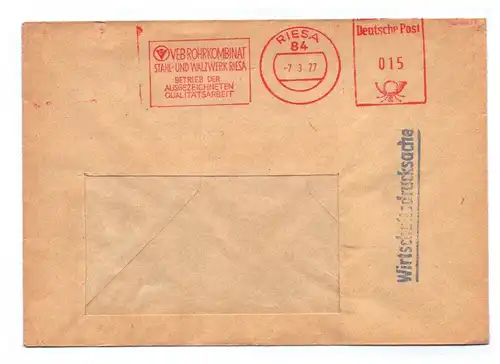 VEB ROHRKOMBINAT
STAHL- UND WALZWERK RIESA
BETRIEB DER
AUSGEZEICHNETEN
QUALITÄTSARBEIT
RIESA
84
-7.3.77
Deutsche Post
015
Wirtschaftsdrucksache